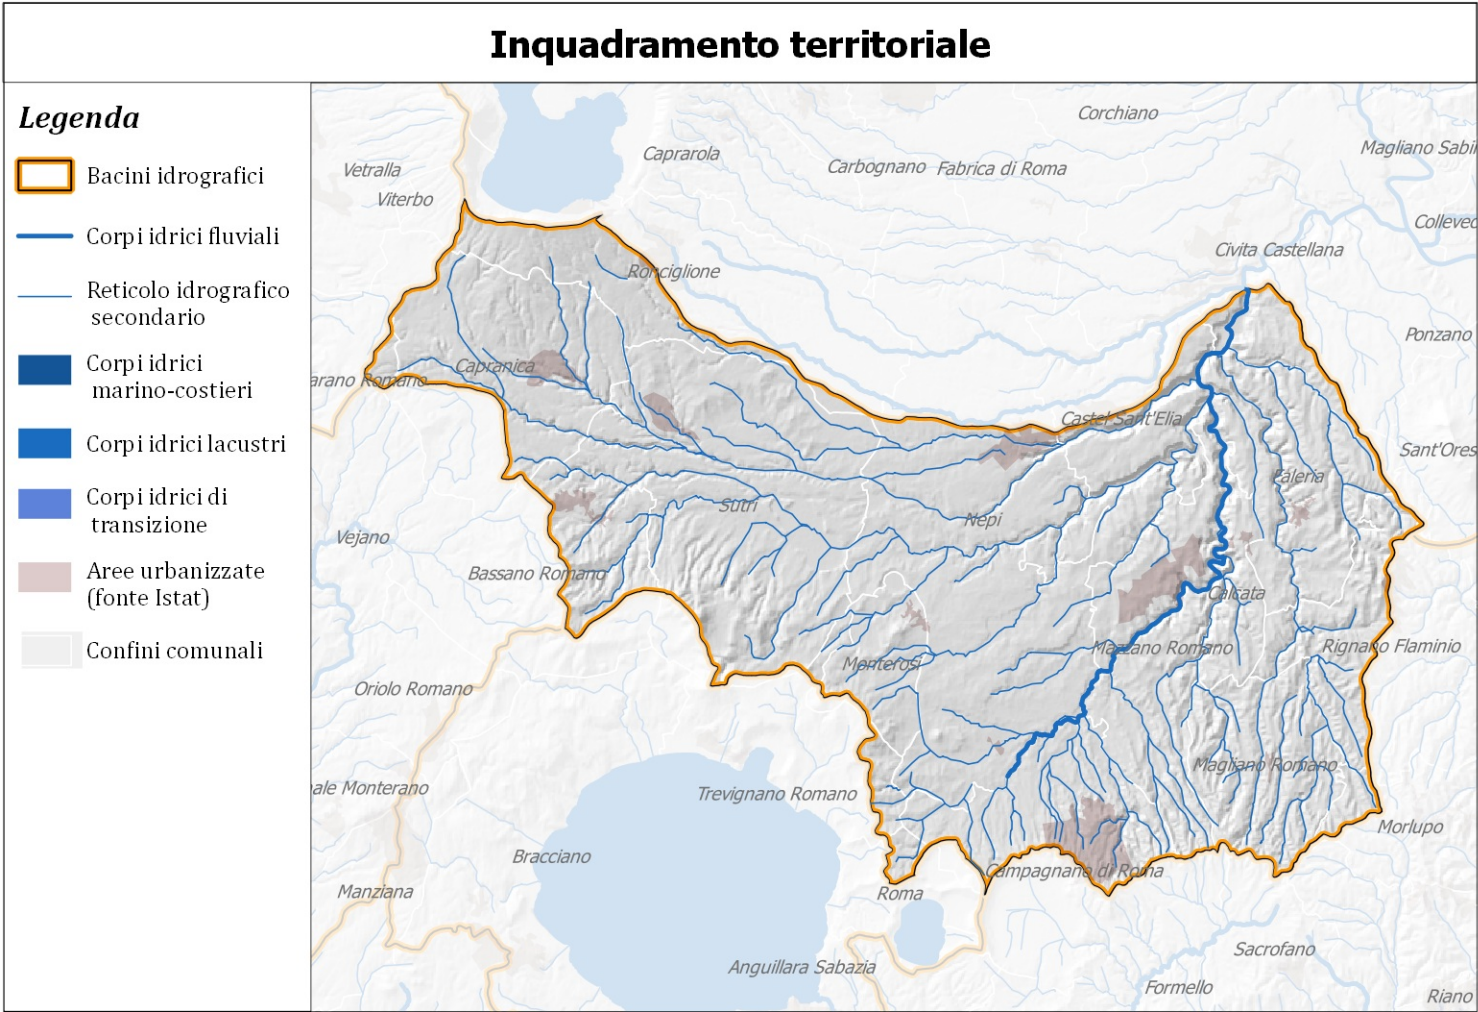 Inquadramento territoriale
Legenda
Bacini idrografici
Corpi idrici fluviali
Reticolo idrografico
secondario
Corpi idrici
marino-costieri
Corpi idrici lacustri
Corpi idrici di
transizione
Aree urbanizzate
(fonte Istat)
Confini comunali
Corchiano
Magliano Sabi
Caprarola
Carbognano
Fabrica di Roma
Vetralla
Viterbo
Collevec
Civita Castellana
Ronciglione
Ponzano
Capranica
arano Romano
Castel Sant'Elia
Sant'Ores
Faleria
Sutri
Nepi
Vejano
Bassano Romano
Calcata
Mazzano Romano
Rignano Flaminio
Monterosi
Oriolo Romano
Magliano Romano
ale Monterano
Trevignano Romano
Morlupo
Bracciano
Campagnano di Roma
Manziana
Roma
Sacrofano
Anguillara Sabazia
Formello
Riano